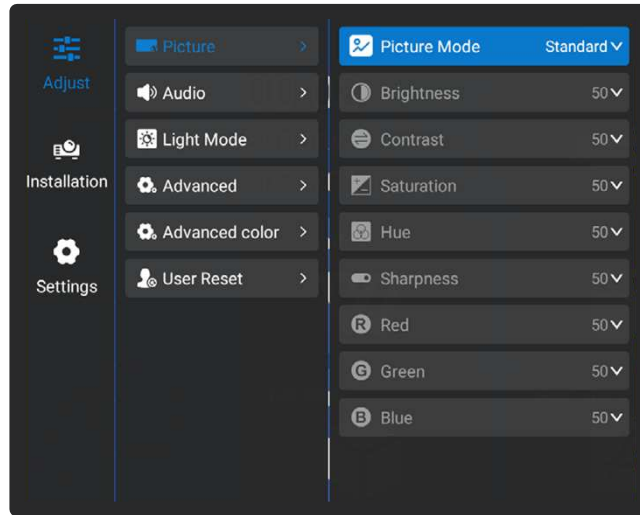 Adjust
Installation
Settings
Picture
Audio
Light Mode
Advanced
Advanced color
User Reset
Picture Mode Standard
Brightness 50
Contrast 50
Saturation 50
Hue 50
Sharpness 50
R Red 50
G Green 50
B Blue 50